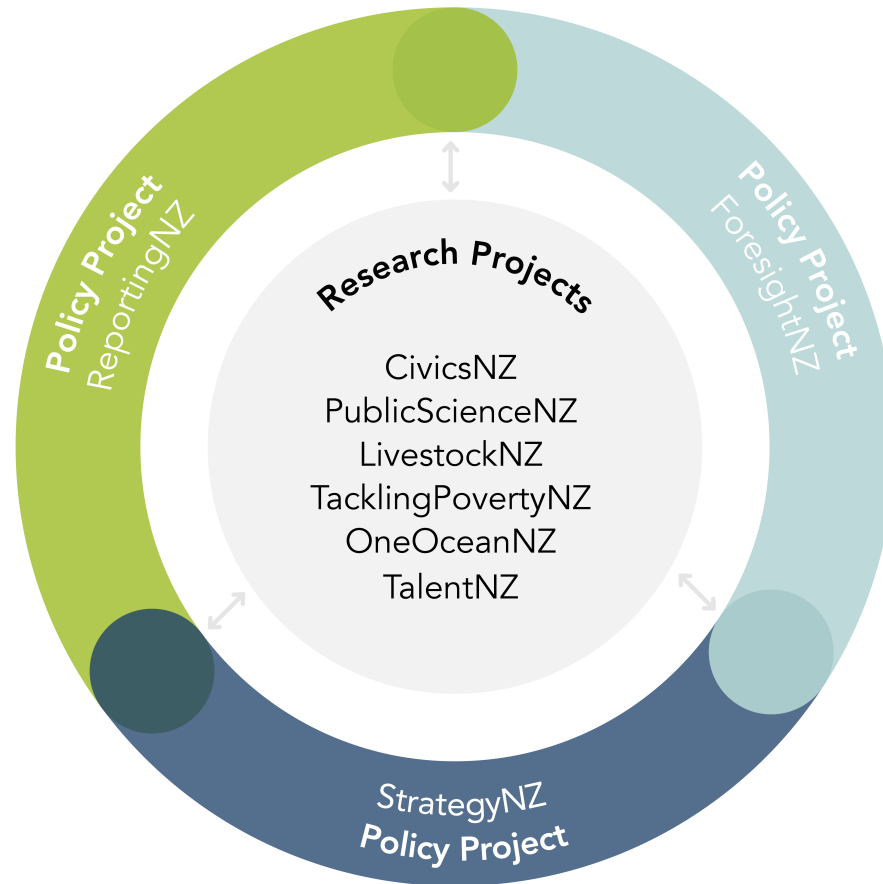 Policy Project
ReportingNZ
Policy Project
ForesightNZ
Research Projects
CivicsNZ
PublicScienceNZ
LivestockNZ
TacklingPovertyNZ
OneOceanNZ
TalentNZ
StrategyNZ
Policy Project